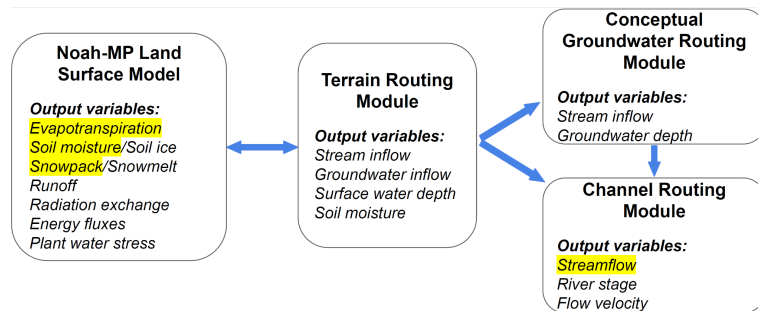 Noah-MP Land
Surface Model
Output variables:
Evapotranspiration
Soil moisture/Soil ice
Snowpack/Snowmelt
Runoff
Radiation exchange
Energy fluxes
Plant water stress
Terrain Routing
Module
Output variables:
Stream inflow
Groundwater inflow
Surface water depth
Soil moisture
Conceptual
Groundwater Routing
Module
Output variables:
Stream inflow
Groundwater depth
Channel Routing
Module
Output variables:
Streamflow
River stage
Flow velocity